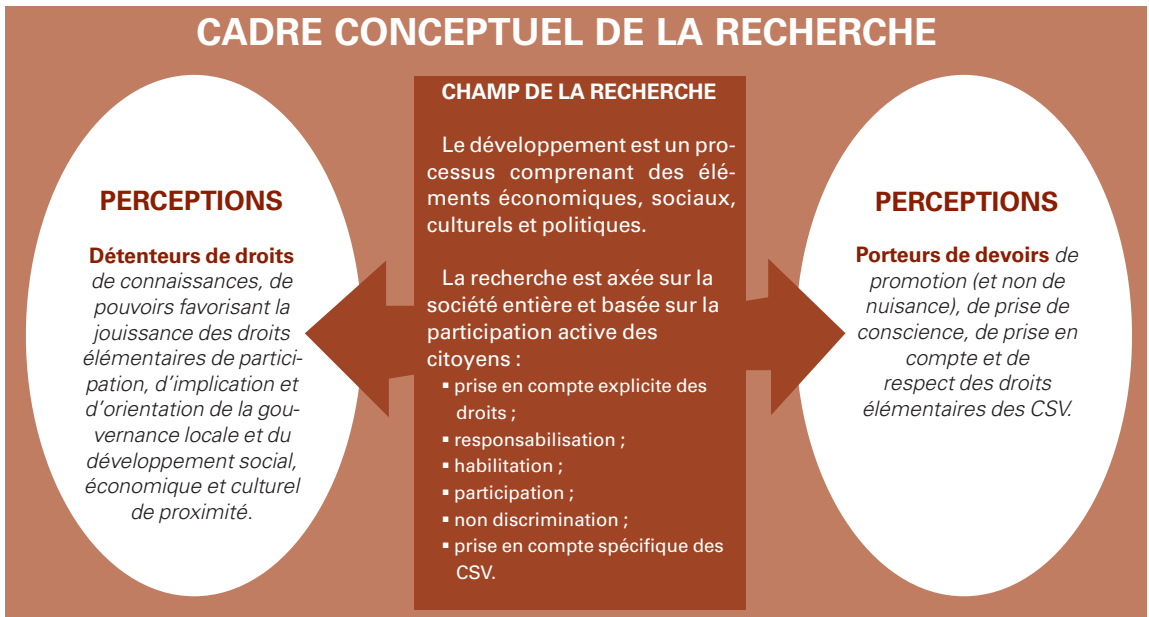 CADRE CONCEPTUEL DE LA RECHERCHE
PERCEPTIONS
Détenteurs de droits
de connaissances, de
pouvoirs favorisant la
jouissance des droits
élémentaires de partici-
pation, d’implication et
d’orientation de la gou-
vernance locale et du
développement social,
économique et culturel
de proximité.
CHAMP DE LA RECHERCHE
Le développement est un pro-
cessus comprenant des élé-
ments économiques, sociaux,
culturels et politiques.
La recherche est axée sur la
société entière et basée sur la
participation active des
citoyens :
▪ prise en compte explicite des
droits ;
▪ responsabilisation ;
▪ habilitation ;
▪ participation ;
▪ non discrimination ;
▪ prise en compte spécifique des
CSV.
PERCEPTIONS
Porteurs de devoirs de
promotion (et non de
nuisance), de prise de
conscience, de prise en
compte et de
respect des droits
élémentaires des CSV.